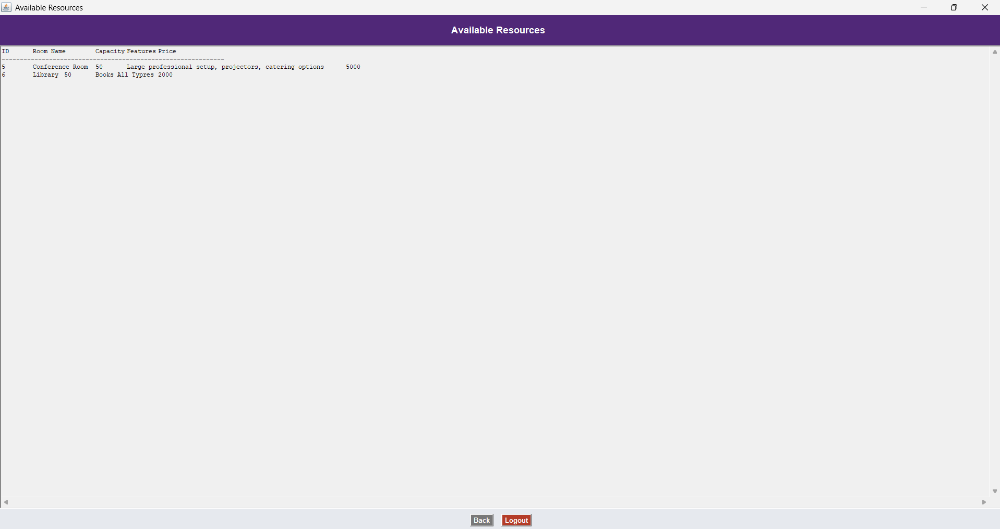 Available Resources
Available Resources
ID Room Name Capacity Features Price
-------------------------------------------------------------
5 Conference Room 50 Large professional setup, projectors, catering options 5000
6 Library 50 Books All Typres 2000
Back Logout